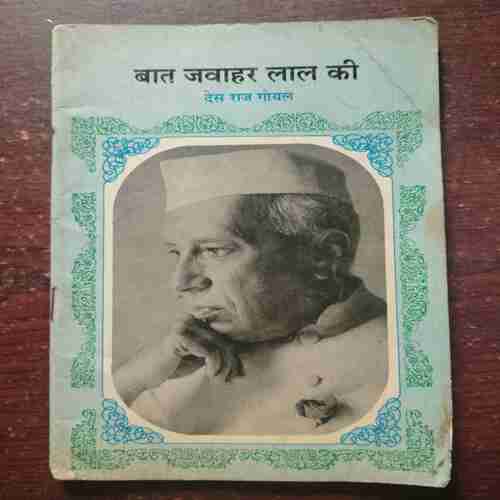 बात जवाहर लाल की
देस राज गोयल